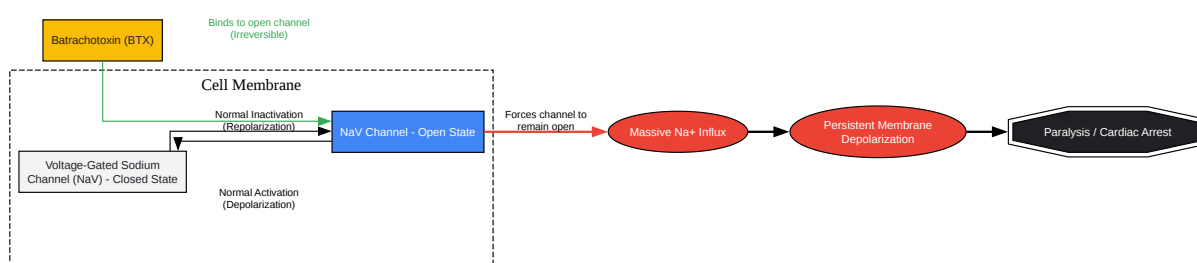 Binds to open channel
(Irreversible)
Batrachotoxin (BTX)
Cell Membrane
Normal Inactivation
(Repolarization)
NaV Channel - Open State
Forces channel to
remain open
Massive Na+ Influx
Persistent Membrane
Depolarization
Paralysis / Cardiac Arrest
Voltage-Gated Sodium
Channel (NaV) - Closed State
Normal Activation
(Depolarization)